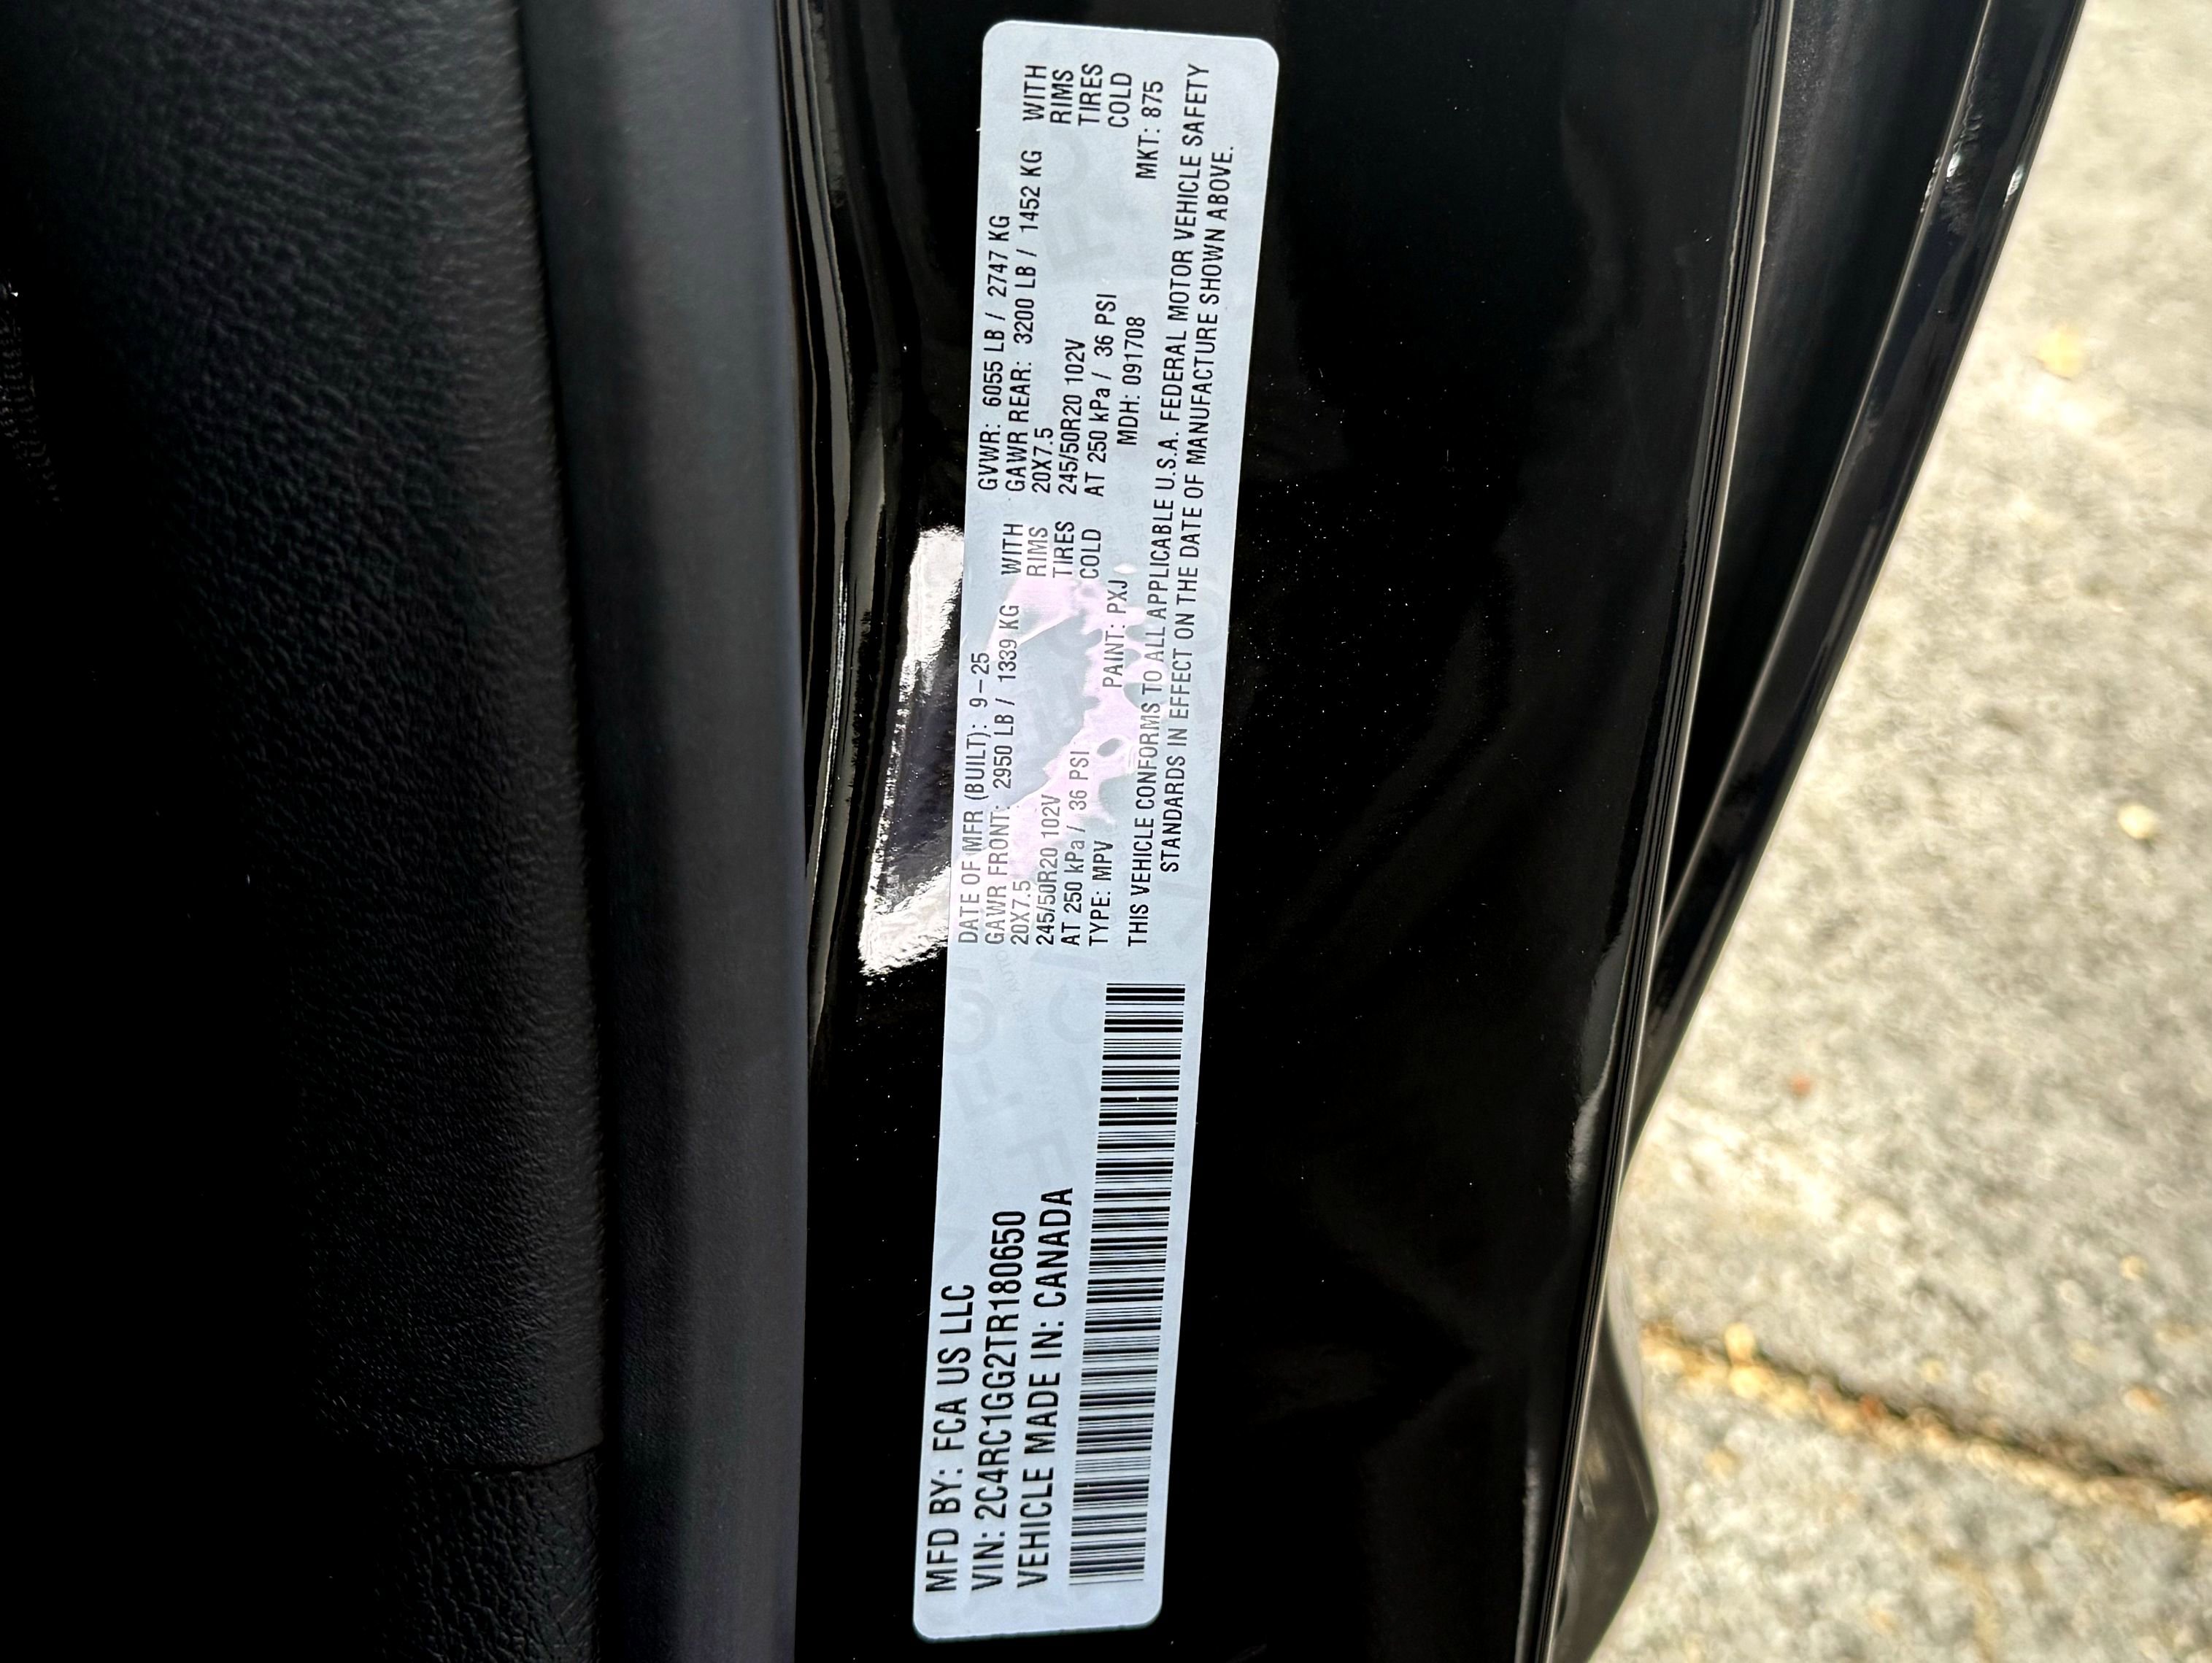 MFD BY: FCA US LLC
VIN: 2C4RC1GG2TR180650
VEHICLE MADE IN: CANADA
DATE OF MFR (BUILT): 9-25 GVWR: 6055 LB / 2747 KG
GAWR FRONT: 2950 LB / 1339 KG WITH GAWR REAR: 3200 LB / 1452 KG WITH
20X7.5 RIMS 20X7.5 RIMS
245/50R20 102V TIRES 245/50R20 102V TIRES
AT 250 kPa / 36 PSI COLD AT 250 kPa / 36 PSI COLD
TYPE: MPV PAINT: PXJ MDH: 091708 MKT: 875
THIS VEHICLE CONFORMS TO ALL APPLICABLE U.S.A. FEDERAL MOTOR VEHICLE SAFETY
STANDARDS IN EFFECT ON THE DATE OF MANUFACTURE SHOWN ABOVE.